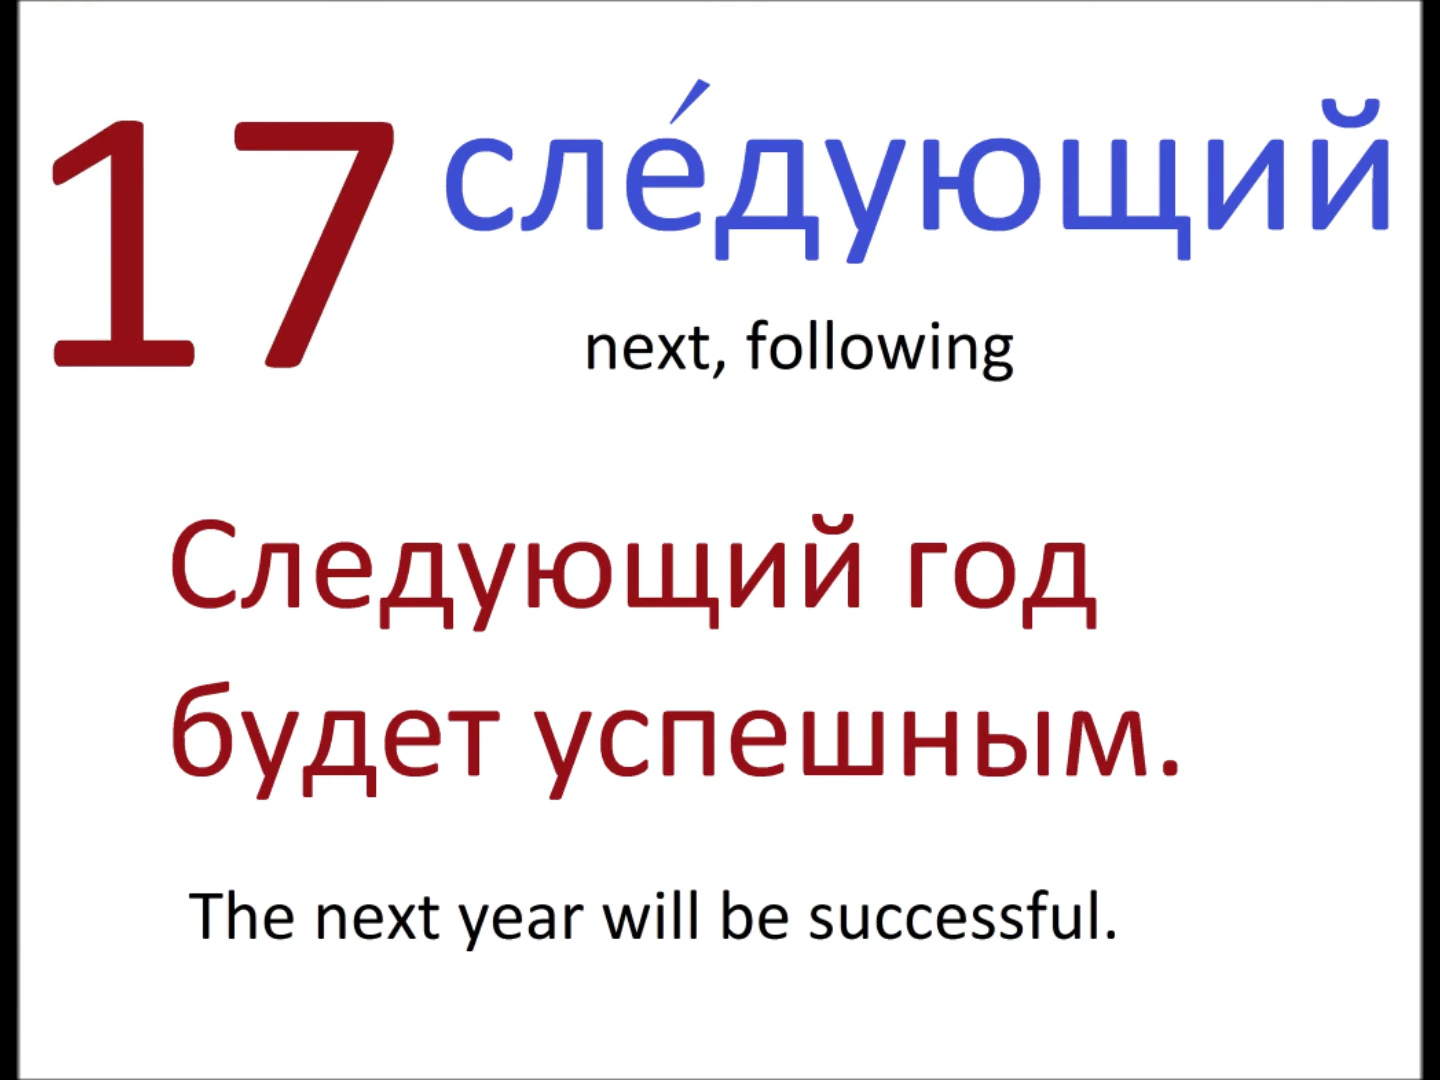 17 сле́дующий
next, following
Следующий год
будет успешным.
The next year will be successful.